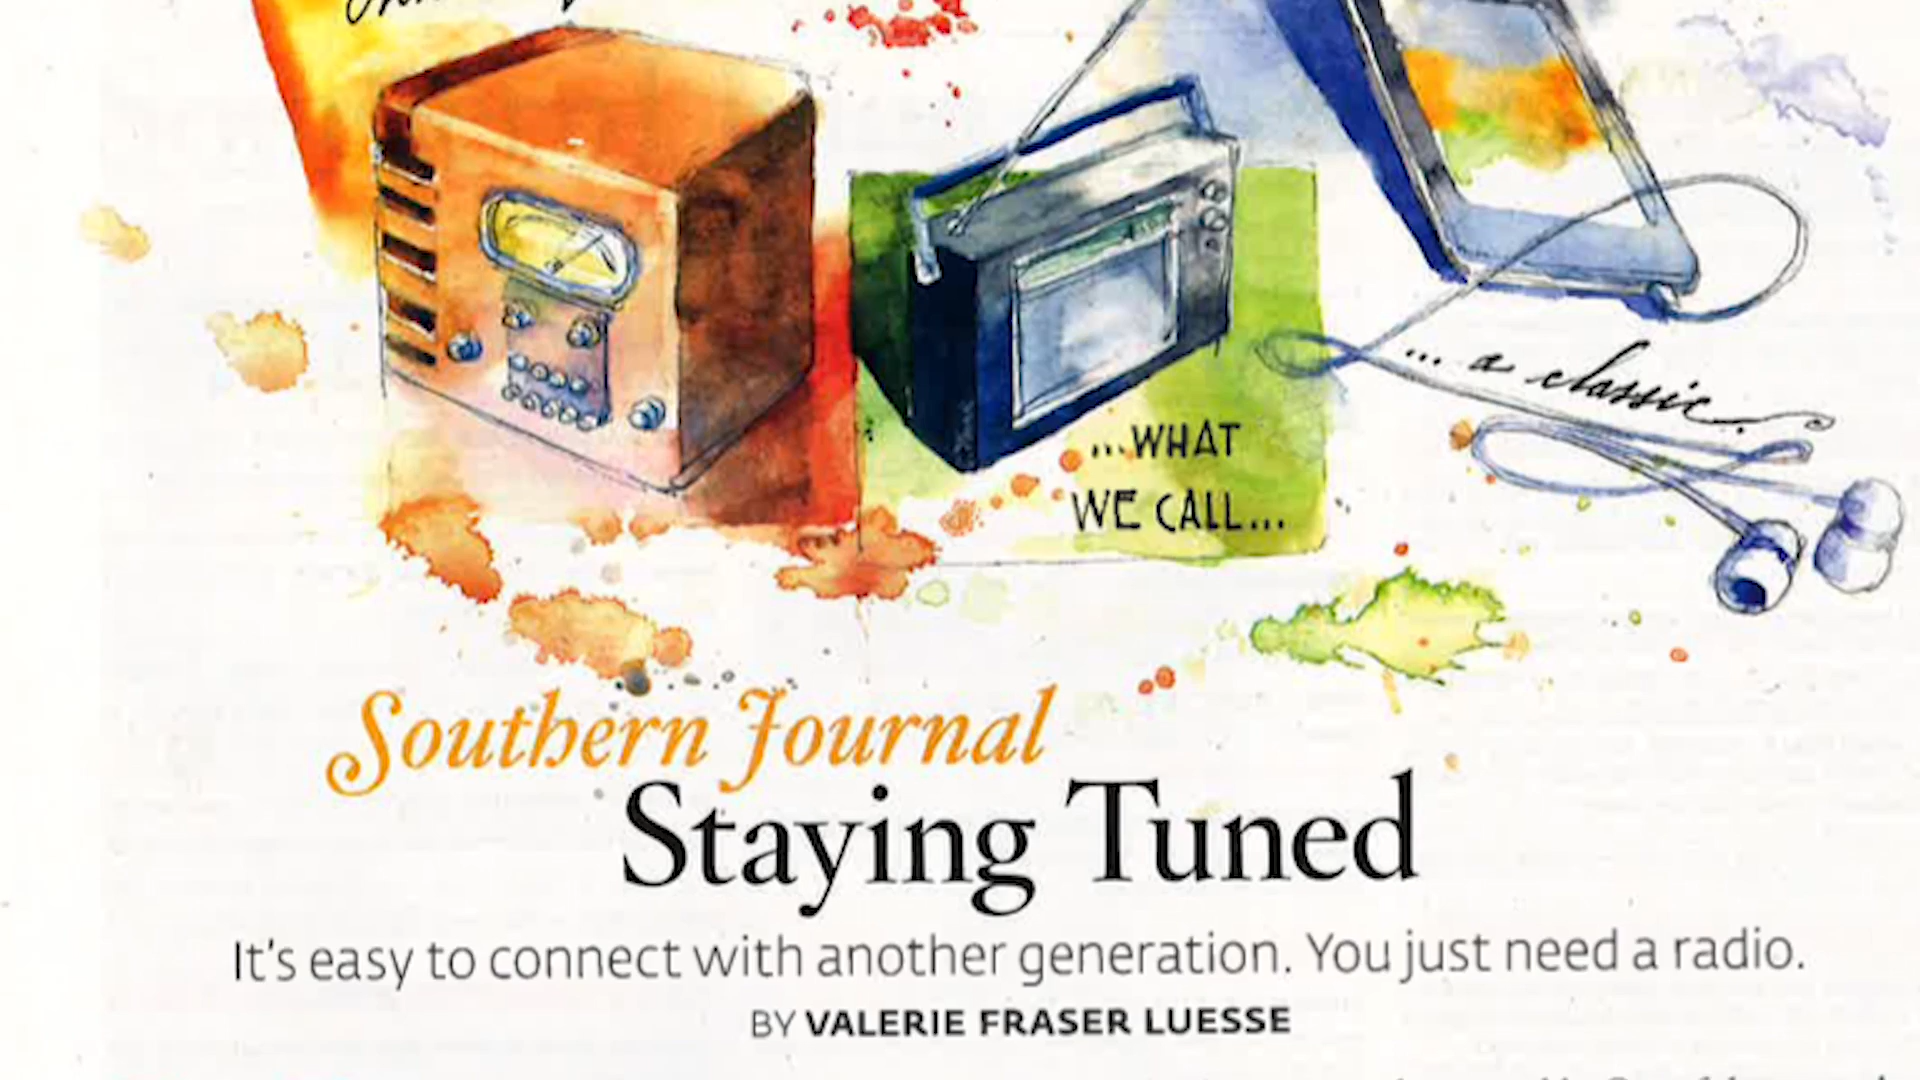 ...WHAT
WE CALL...
... a classic.
Southern Journal
Staying Tuned
It's easy to connect with another generation. You just need a radio.
BY VALERIE FRASER LUESSE